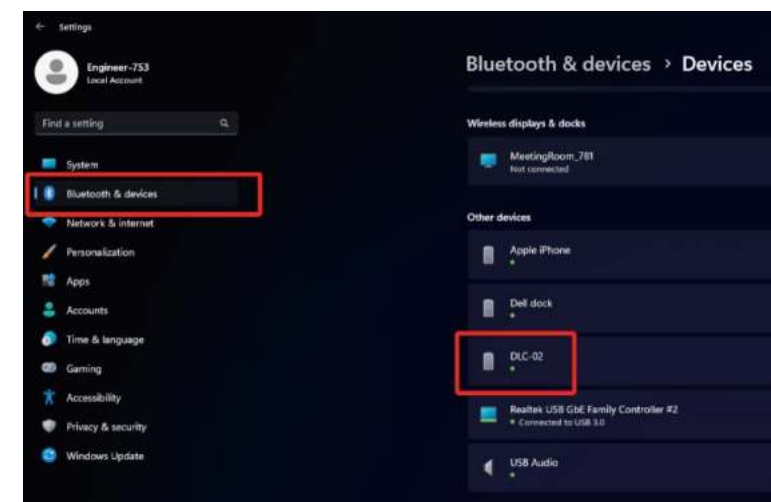 Settings
Engineer-753
Local Account
Find a setting
System
Bluetooth & devices
Network & internet
Personalization
Apps
Accounts
Time & language
Gaming
Accessibility
Privacy & security
Windows Update
Bluetooth & devices > Devices
Wireless displays & docks
MeetingRoom_781
Not connected
Other devices
Apple iPhone
Dell dock
DLC-02
Realtek USB GbE Family Controller #2
Connected to USB 3.0
USB Audio